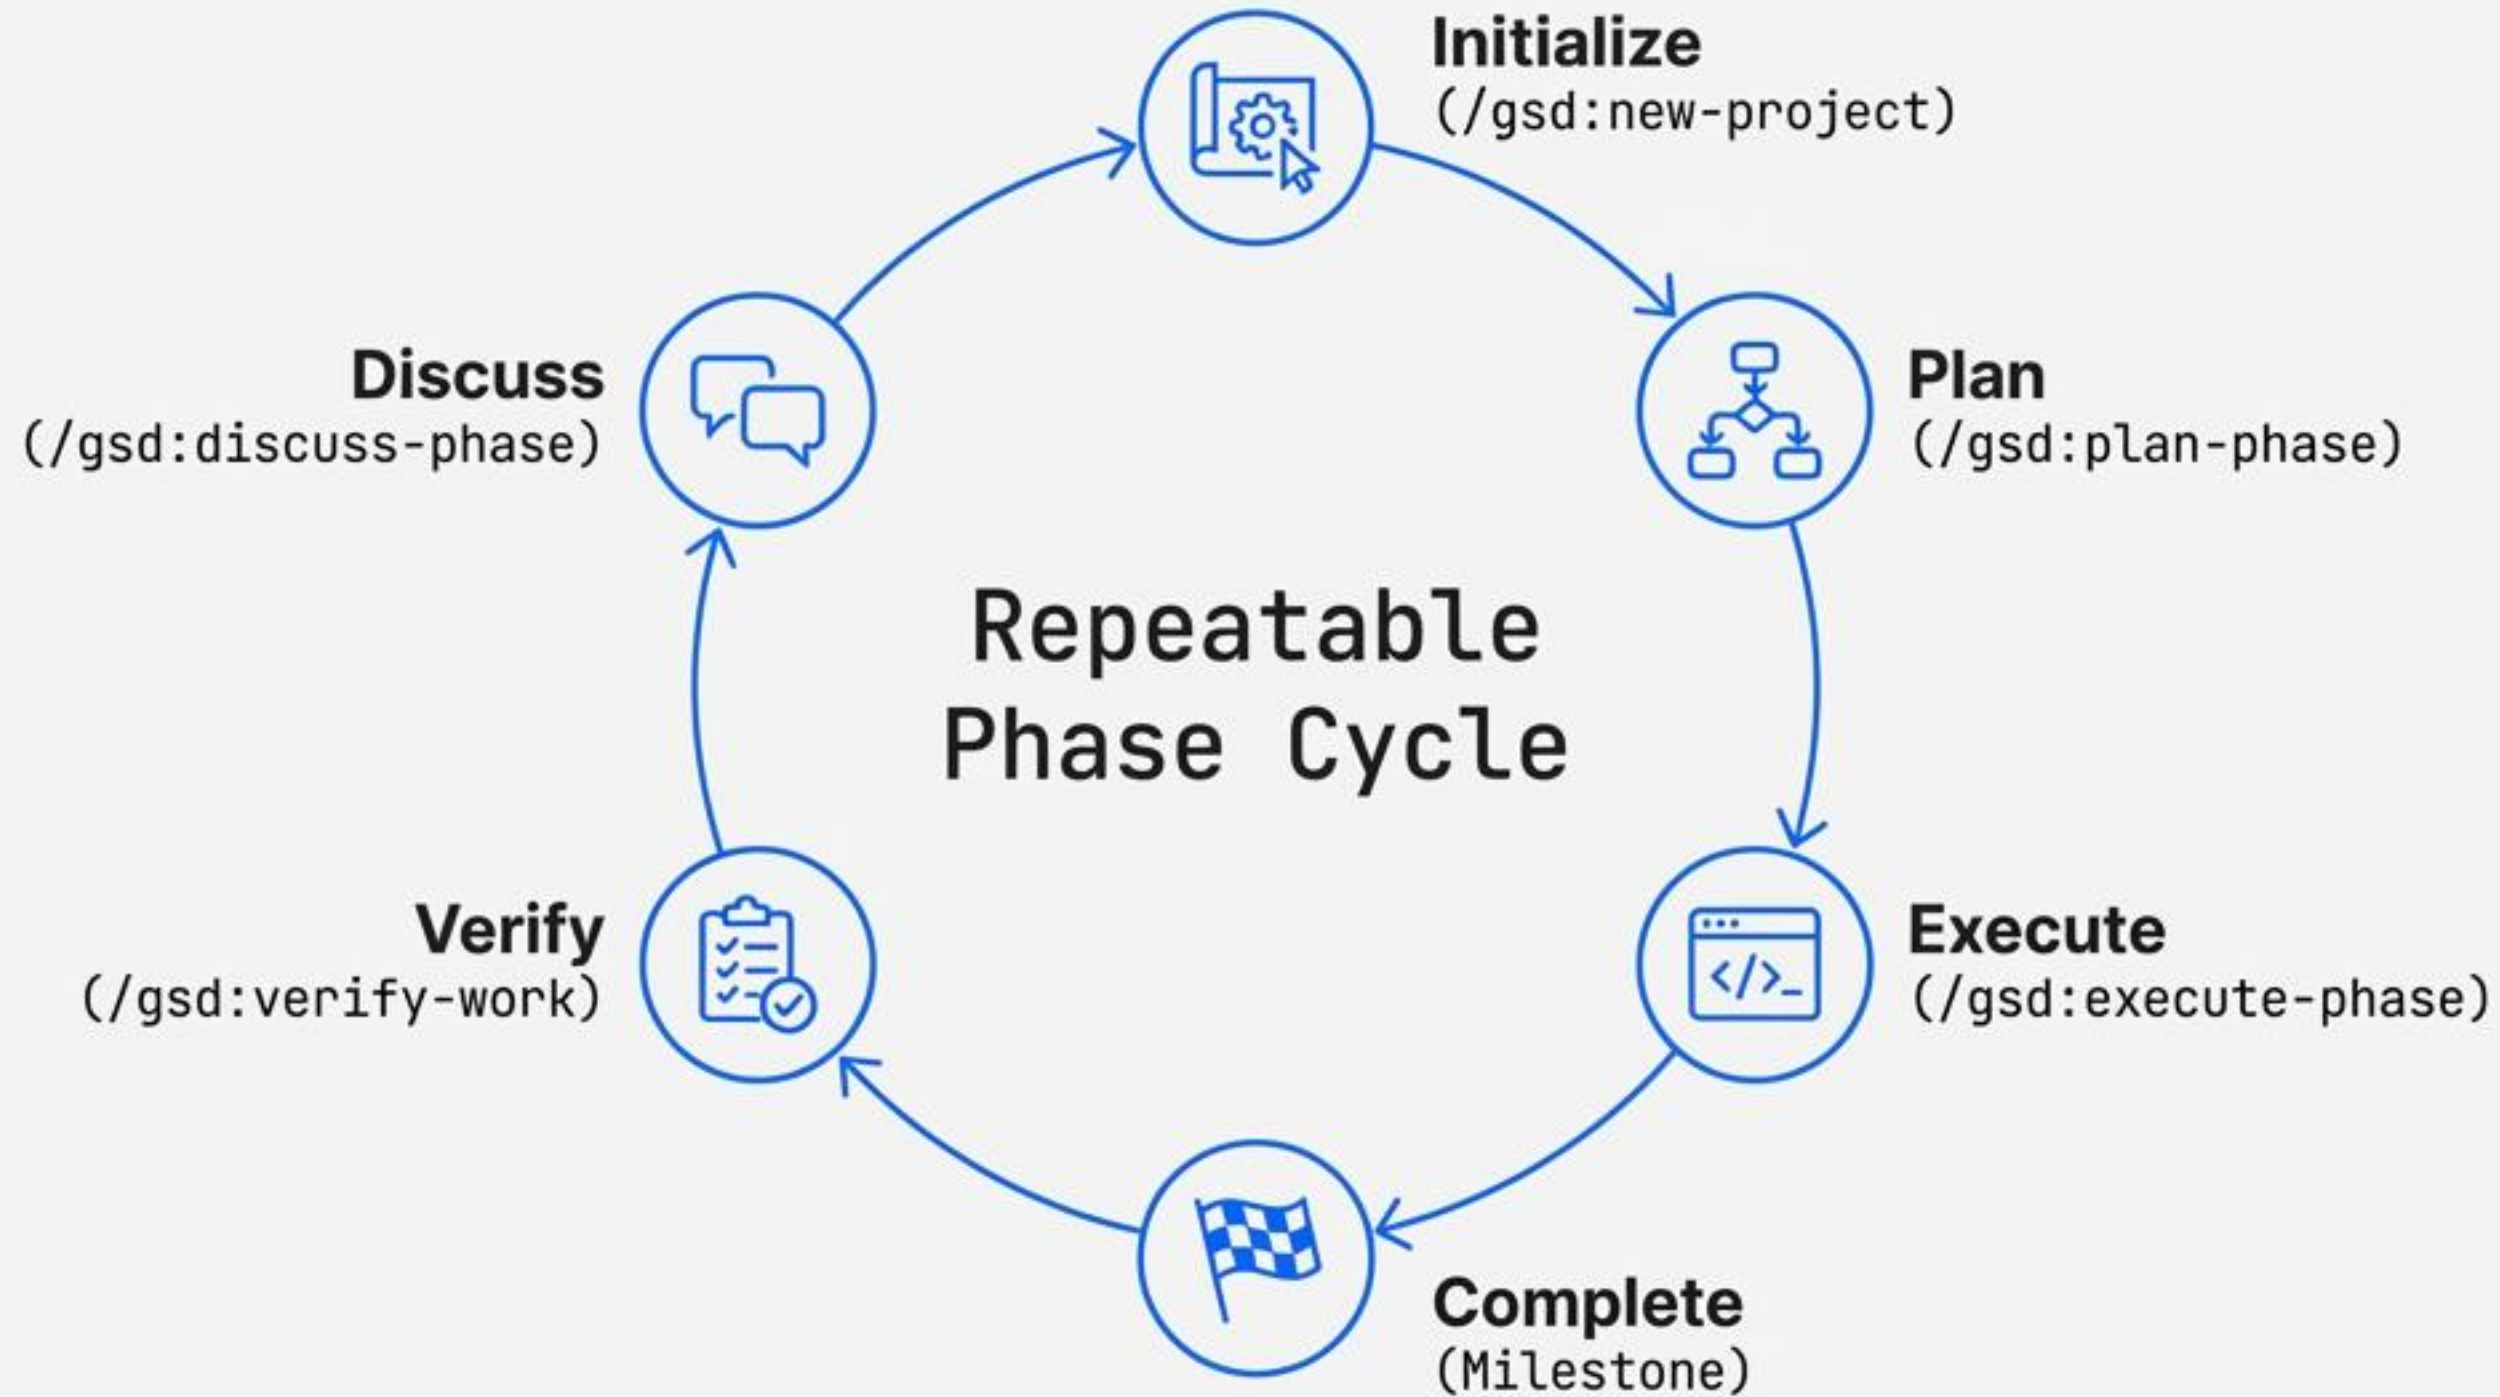 Initialize
(/gsd:new-project)
Discuss
(/gsd:discuss-phase)
Plan
(/gsd:plan-phase)
Repeatable
Phase Cycle
Verify
(/gsd:verify-work)
Execute
(/gsd:execute-phase)
Complete
(Milestone)